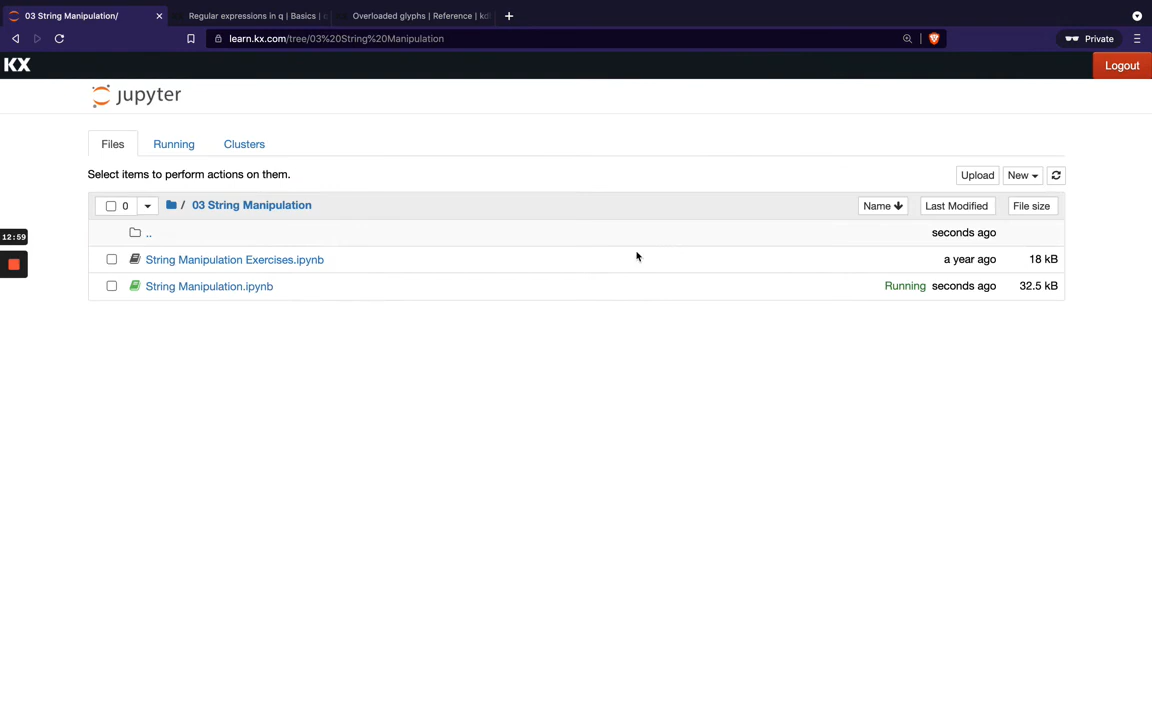 03 String Manipulation/
Regular expressions in q | Basics |
Overloaded glyphs | Reference | kd
learn.kx.com/tree/03%20String%20Manipulation
Private
KX
Logout
jupyter
Files Running Clusters
Select items to perform actions on them.
Upload New
0 / 03 String Manipulation Name Last Modified File size
12:59
.. seconds ago
String Manipulation Exercises.ipynb a year ago 18 kB
String Manipulation.ipynb Running seconds ago 32.5 kB